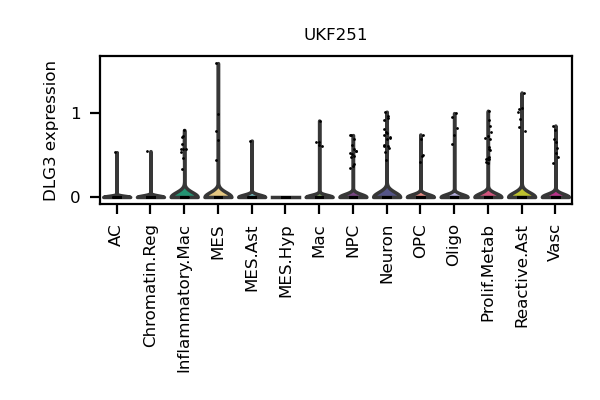 UKF251
DLG3 expression
1
0
AC
Chromatin.Reg
Inflammatory.Mac
MES
MES.Ast
MES.Hyp
Mac
NPC
Neuron
OPC
Oligo
Prolif.Metab
Reactive.Ast
Vasc